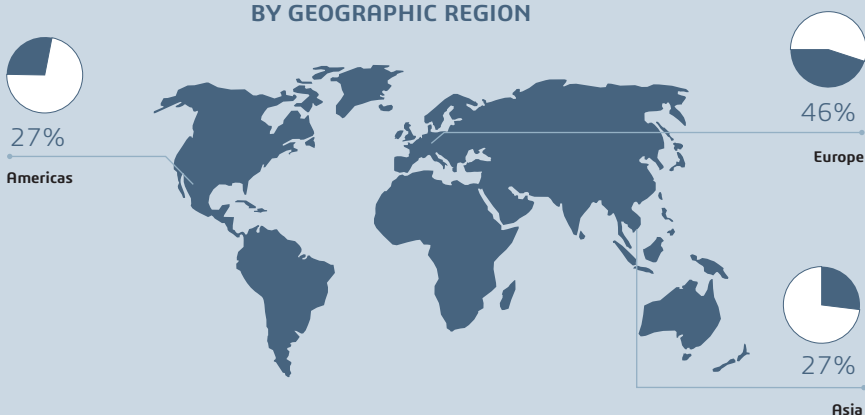 BY GEOGRAPHIC REGION
27%
Americas
46%
Europe
27%
Asia